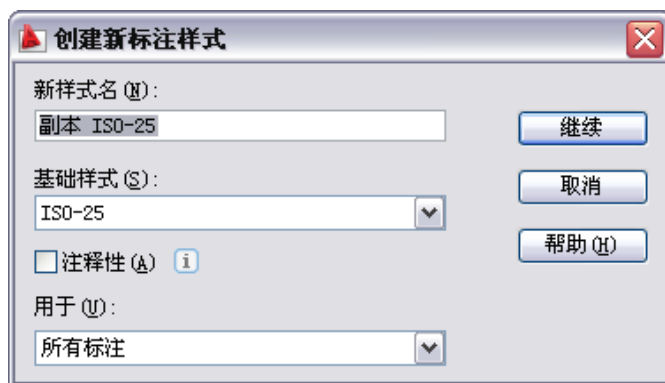 创建新标注样式
新样式名(N):
副本 ISO-25
继续
基础样式(S):
取消
ISO-25
帮助(H)
注释性(A)
用于(U):
所有标注